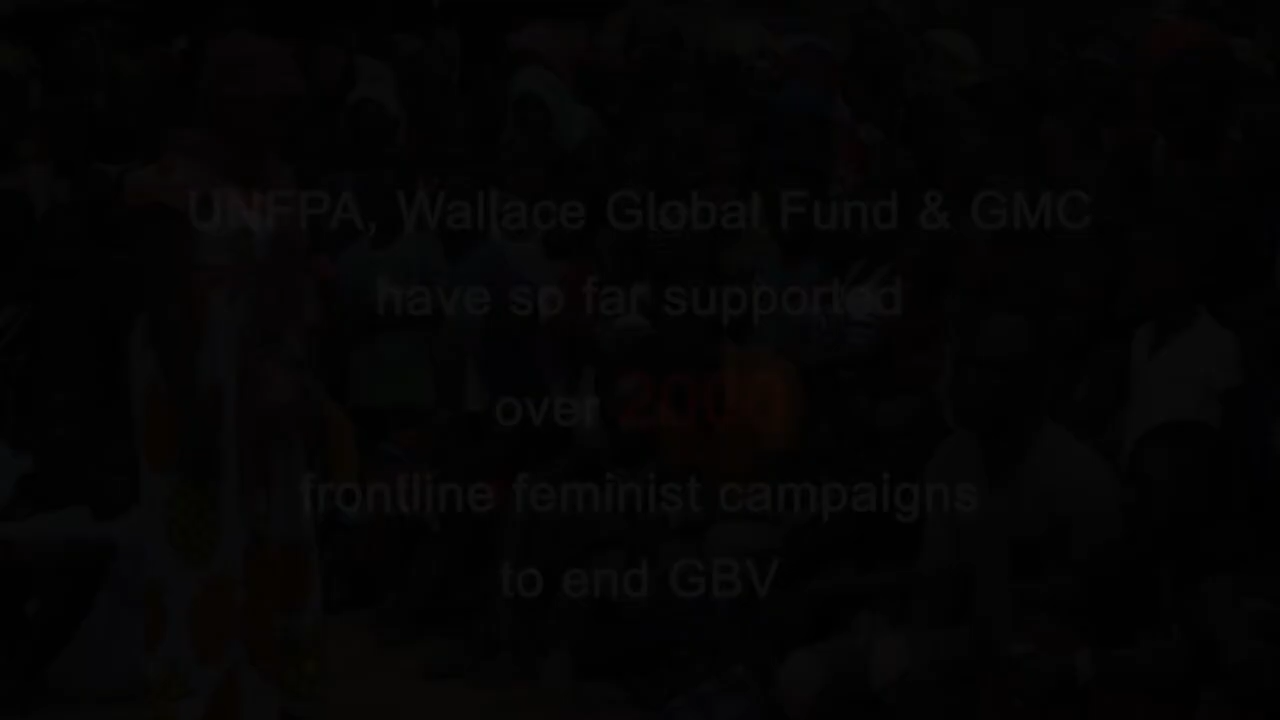 UNFPA, Wallace Global Fund & GMC
have so far supported
over 2000
frontline feminist campaigns
to end GBV